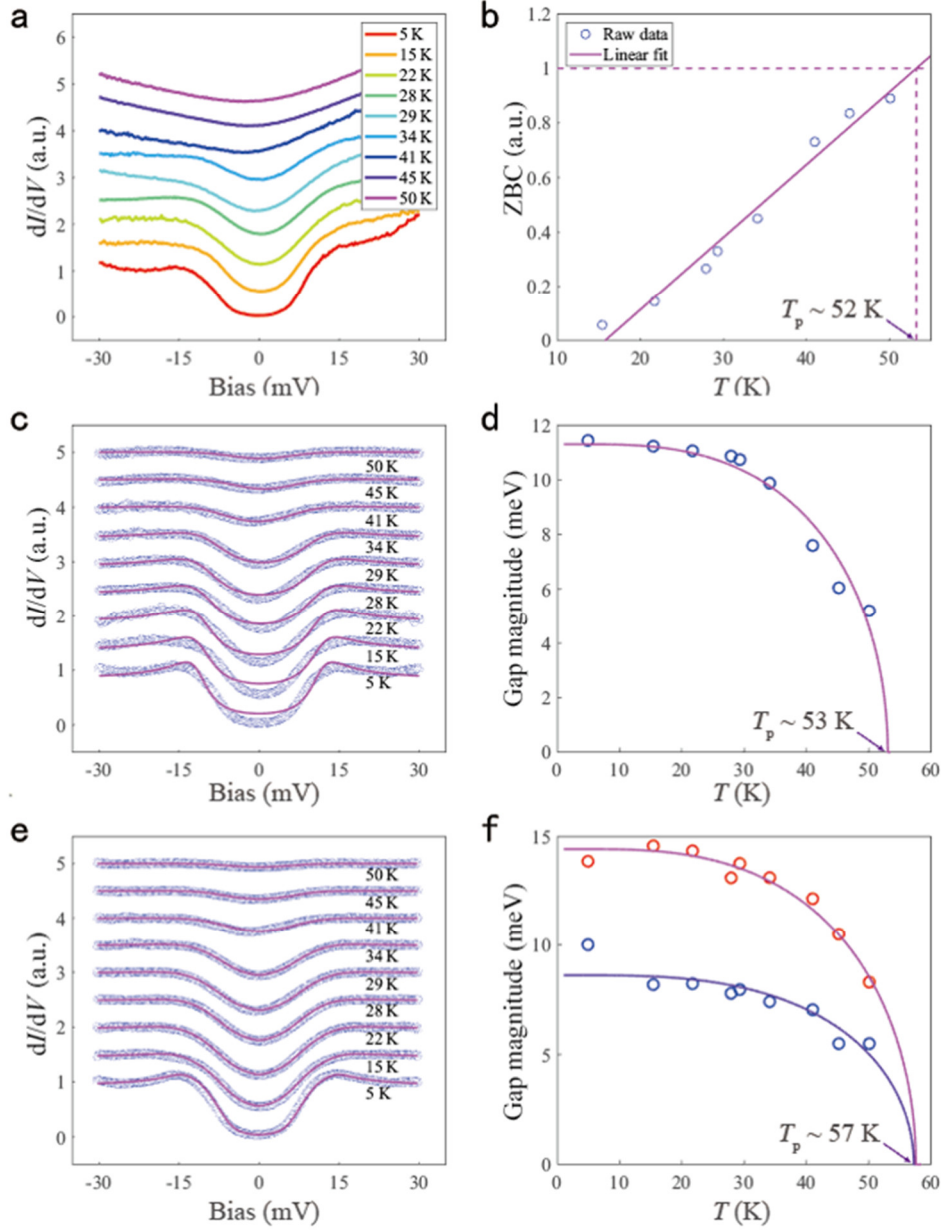 a
6
5
4
3
2
1
0
dI/dV (a.u.)
-30 -15 0 15 30
Bias (mV)
5 K
15 K
22 K
28 K
29 K
34 K
41 K
45 K
50 K
b
1.2
1
0.8
0.6
0.4
0.2
0
ZBC (a.u.)
Raw data
Linear fit
Tp ~ 52 K
10 20 30 40 50
T (K)
c
5
4
3
2
1
0
dI/dV (a.u.)
50 K
45 K
41 K
34 K
29 K
28 K
22 K
15 K
5 K
-30 -15 0 15 30
Bias (mV)
d
12
10
8
6
4
2
0
Gap magnitude (meV)
Tp ~ 53 K
0 10 20 30 40 50 60
T (K)
e
5
4
3
2
1
0
dI/dV (a.u.)
50 K
45 K
41 K
34 K
29 K
28 K
22 K
15 K
5 K
-30 -15 0 15 30
Bias (mV)
f
15
10
5
0
Gap magnitude (meV)
Tp ~ 57 K
0 10 20 30 40 50 60
T (K)